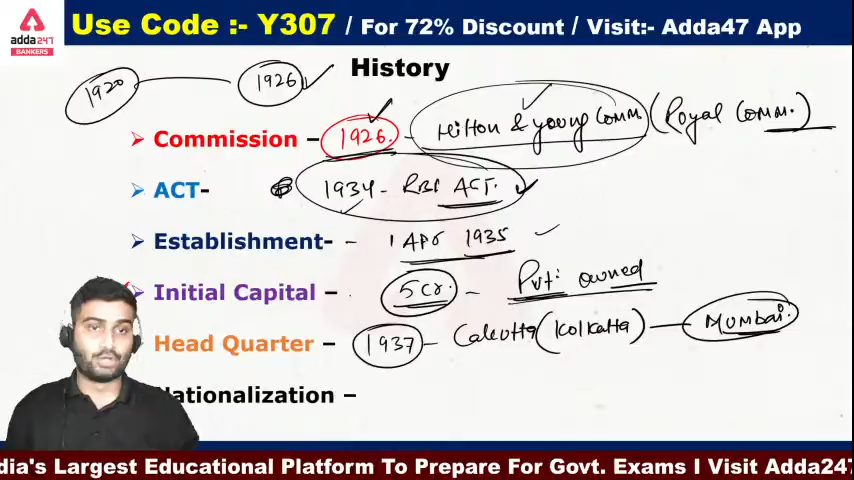 adda247
BANKERS
Use Code :- Y307 / For 72% Discount / Visit:- Adda47 App
History
1920 1926
Commission – 1926. - Hilton & young Comm (Royal Comm.)
ACT- 1934 - RBI ACT.
Establishment- - 1 Apr 1935
Initial Capital – 5 Cr. - Pvt. owned
Head Quarter – 1937 - Calcutta (Kolkatta) - Mumbai.
Nationalization –
dia's Largest Educational Platform To Prepare For Govt. Exams I Visit Adda247